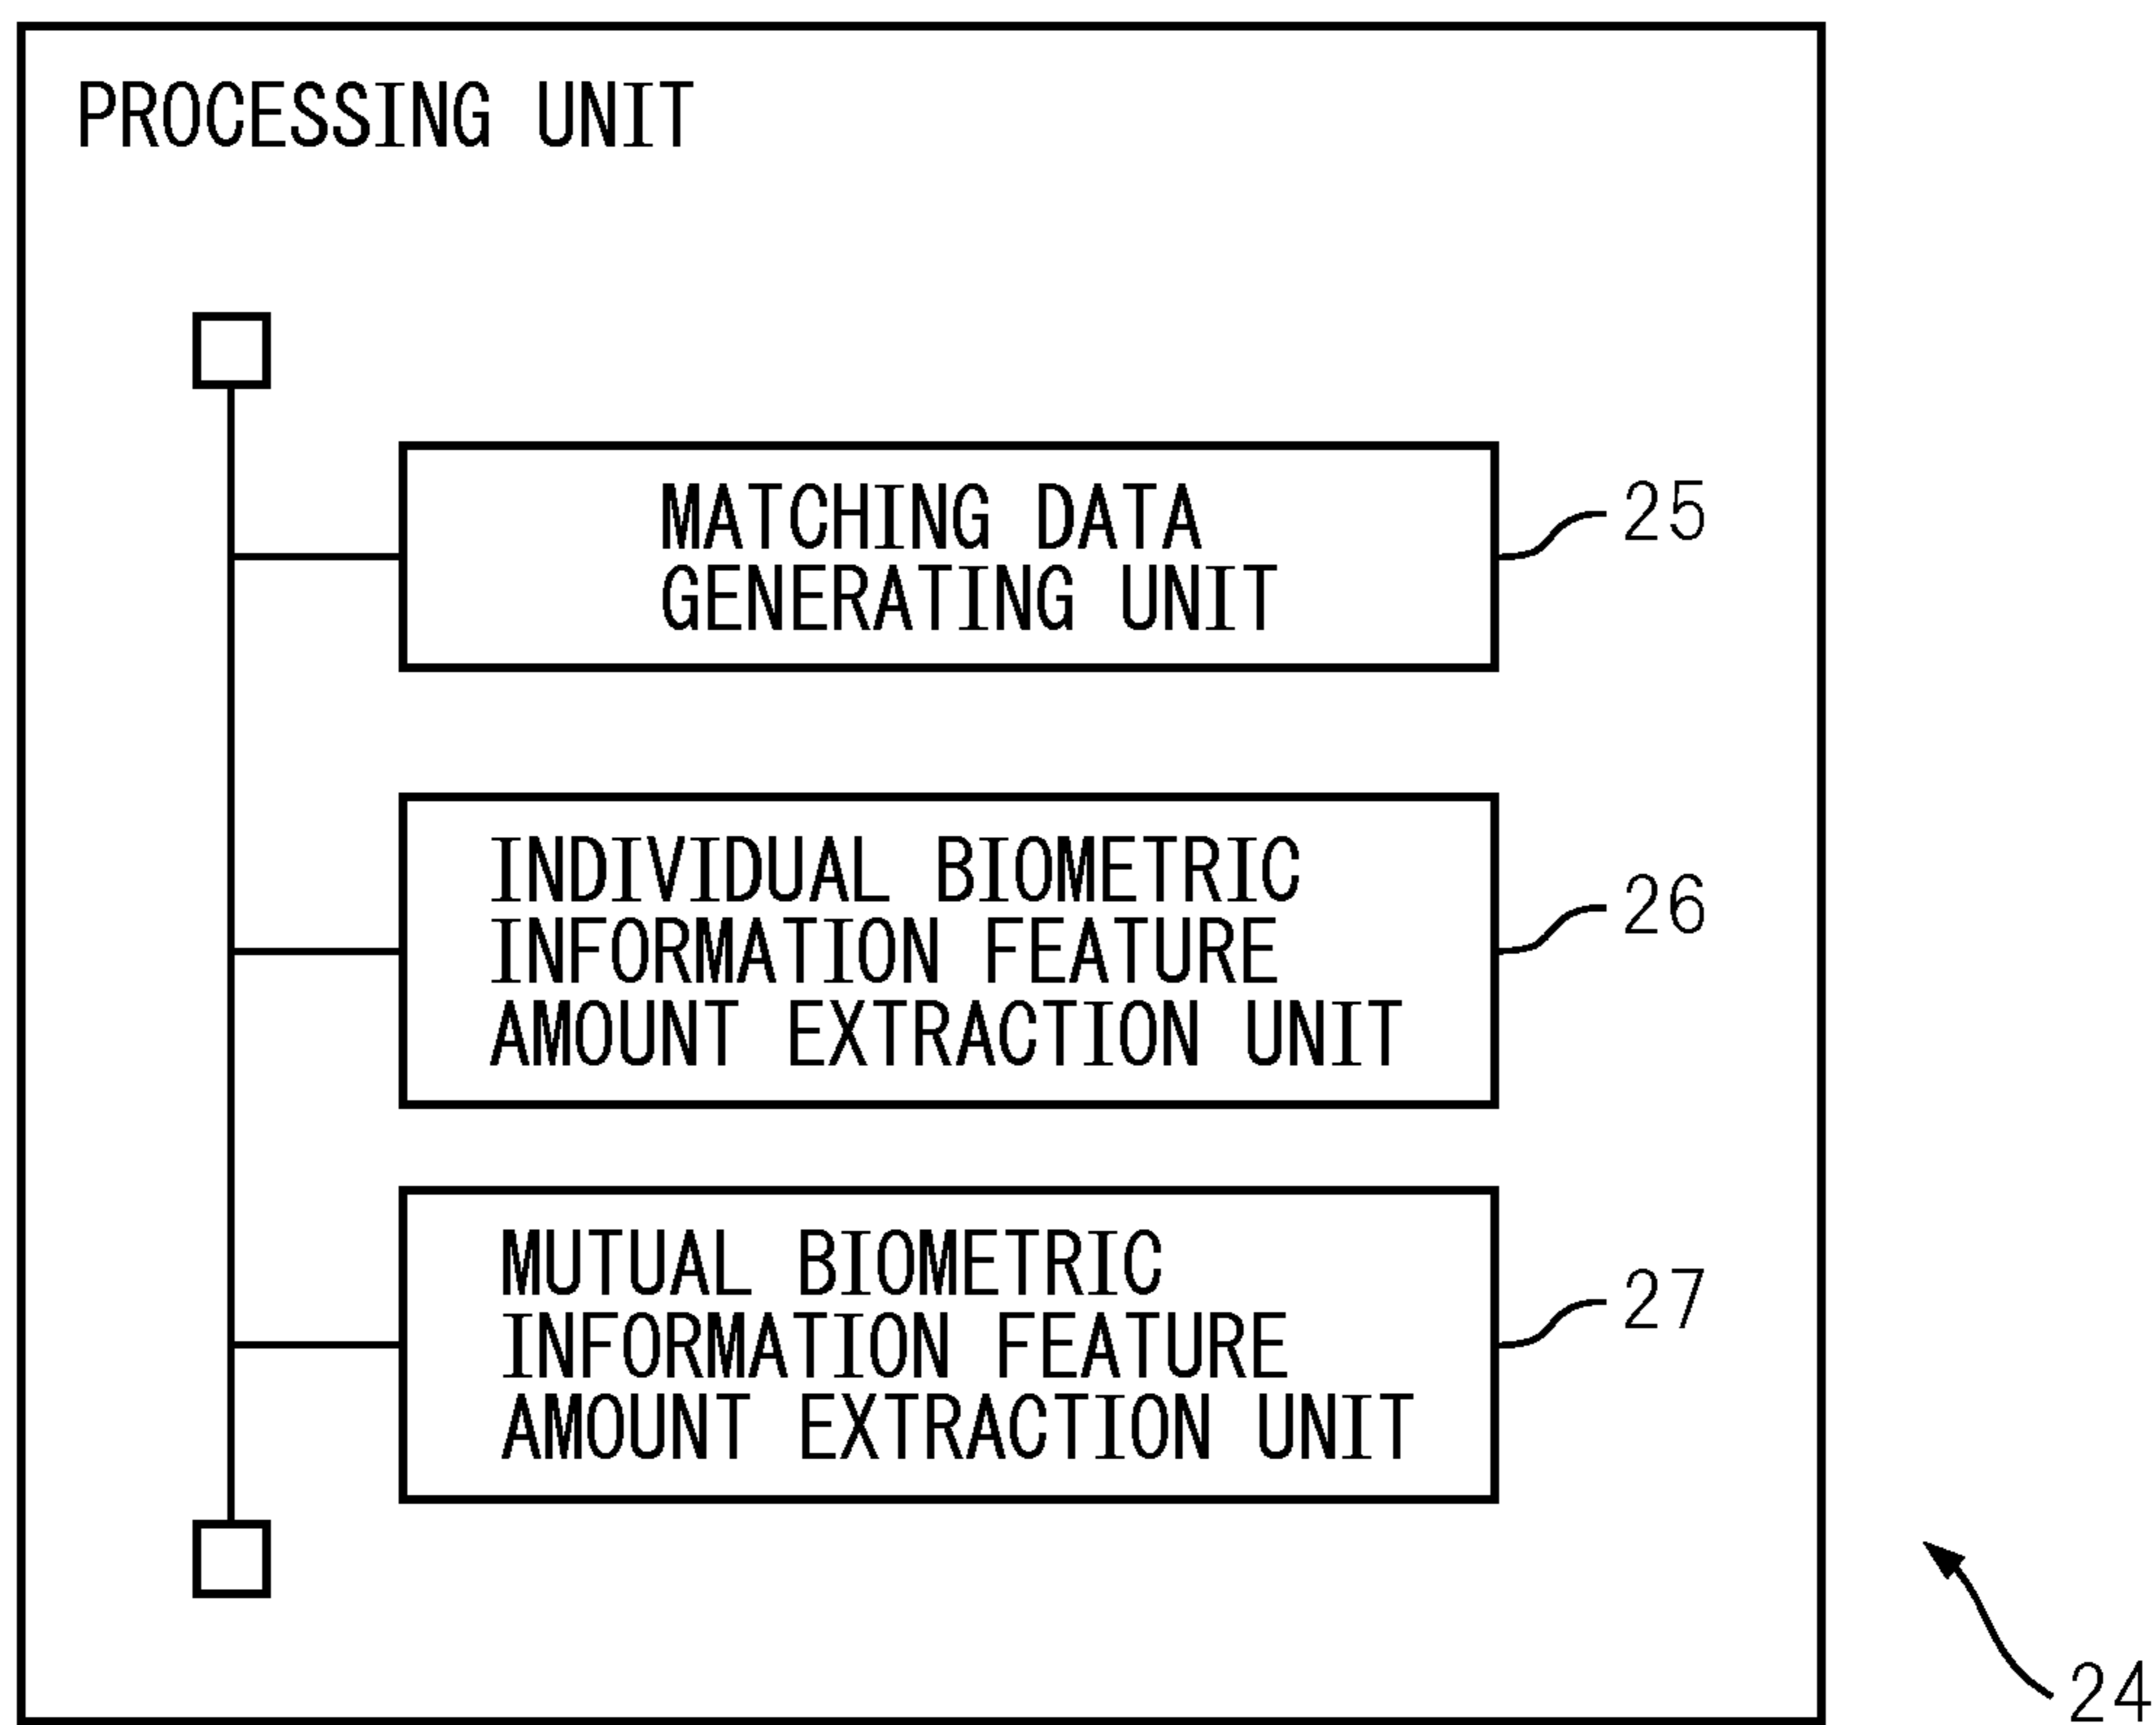 PROCESSING UNIT
MATCHING DATA
GENERATING UNIT
25
INDIVIDUAL BIOMETRIC
INFORMATION FEATURE
AMOUNT EXTRACTION UNIT
26
MUTUAL BIOMETRIC
INFORMATION FEATURE
AMOUNT EXTRACTION UNIT
27
24